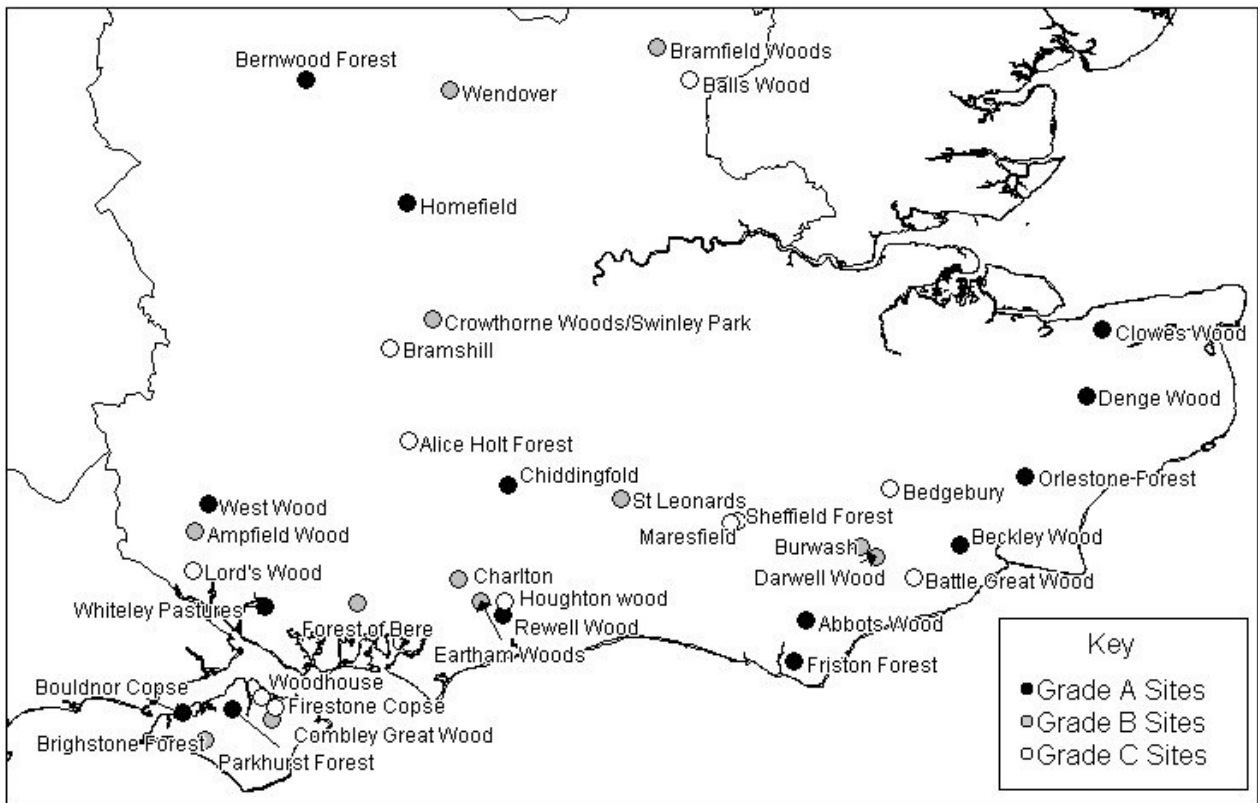 Bramfield Woods
Bernwood Forest
Balls Wood
Wendover
Homefield
Crowthorne Woods/Swinley Park
Clowes Wood
Bramshill
Denge Wood
Alice Holt Forest
Chiddingfold
Orlestone-Forest
Bedgebury
St Leonards
West Wood
Sheffield Forest
Maresfield
Ampfield Wood
Beckley Wood
Burwash
Lord's Wood
Charlton
Darwell Wood
Battle Great Wood
Houghton wood
Whiteley Pastures
Rewell Wood
Abbots Wood
Forest of Bere
Eartham Woods
Friston Forest
Key
Grade A Sites
Grade B Sites
Grade C Sites
Bouldnor Copse
Woodhouse
Firestone Copse
Combley Great Wood
Brighstone Forest
Parkhurst Forest